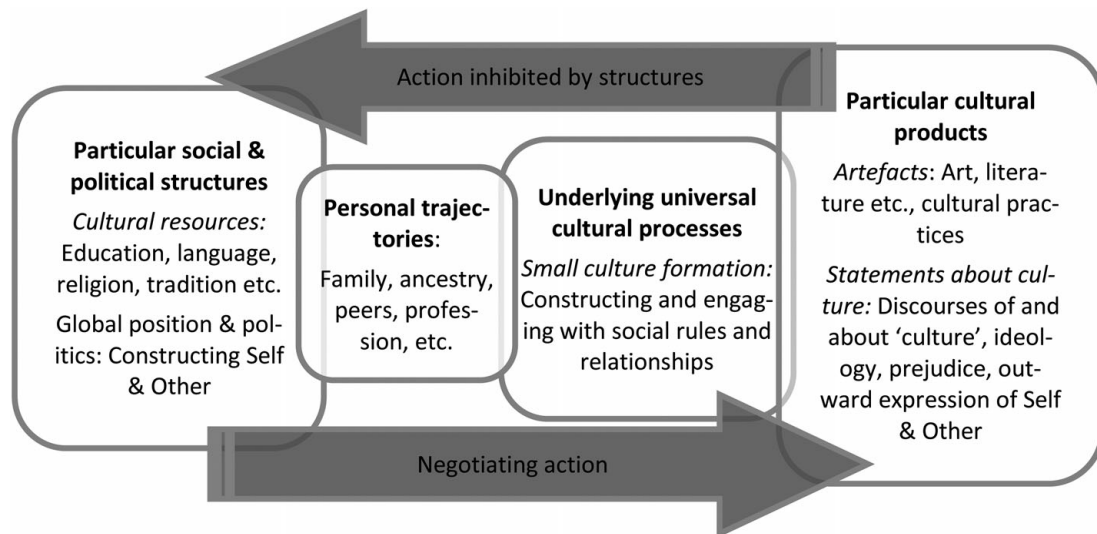 Action inhibited by structures
Particular social &
political structures
Cultural resources:
Education, language,
religion, tradition etc.
Global position & pol-
itics: Constructing Self
& Other
Personal trajec-
tories:
Family, ancestry,
peers, profes-
sion, etc.
Underlying universal
cultural processes
Small culture formation:
Constructing and engag-
ing with social rules and
relationships
Particular cultural
products
Artefacts: Art, litera-
ture etc., cultural prac-
tices
Statements about cul-
ture: Discourses of and
about ‘culture’, ideol-
ogy, prejudice, out-
ward expression of Self
& Other
Negotiating action